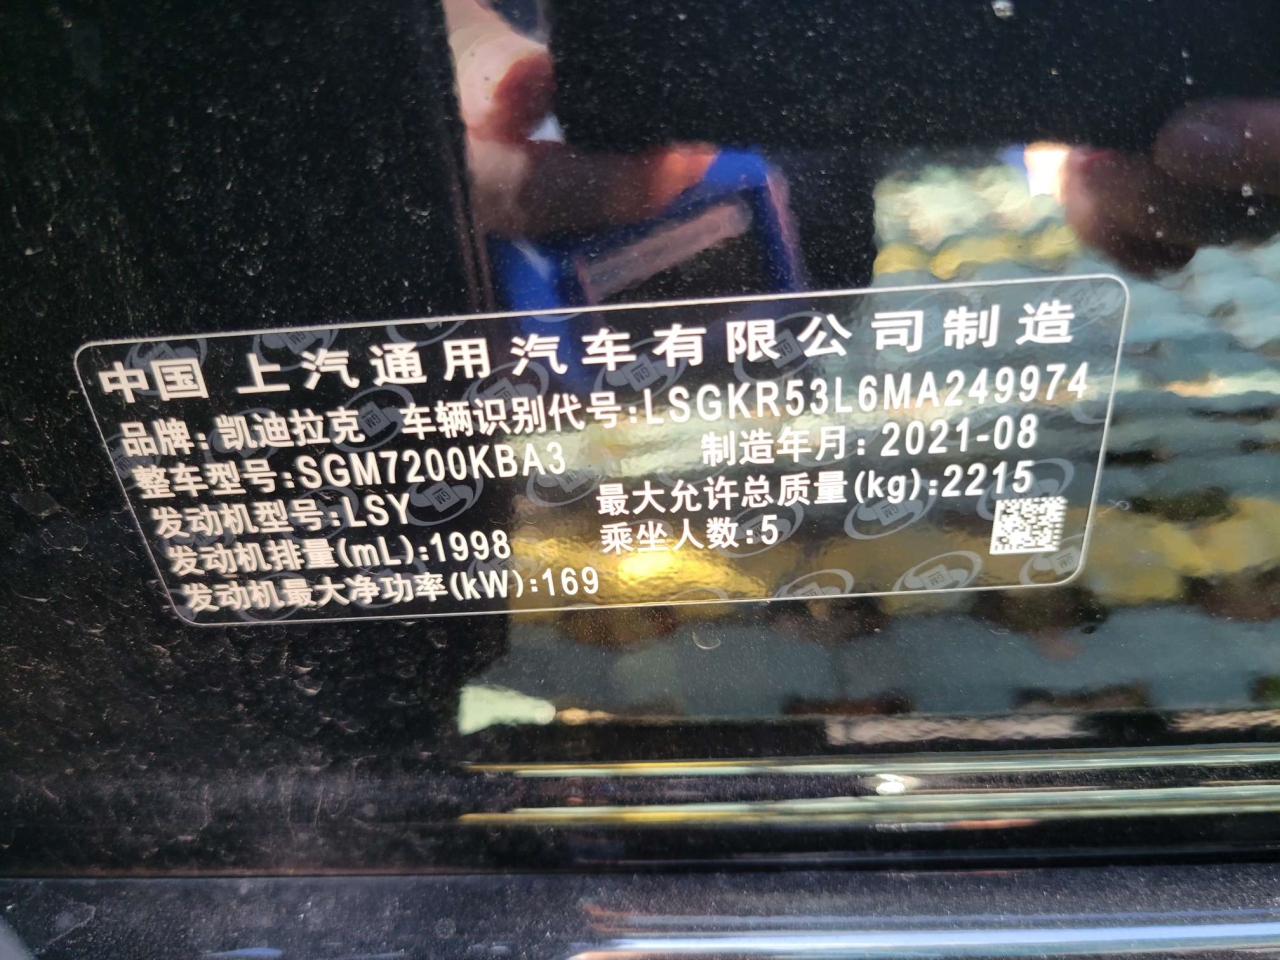 中国 上汽通用汽车有限公司制造
品牌:凯迪拉克 车辆识别代号:LSGKR53L6MA249974
整车型号:SGM7200KBA3 制造年月:2021-08
发动机型号:LSY 最大允许总质量(kg):2215
发动机排量(mL):1998 乘坐人数:5
发动机最大净功率(kW):169